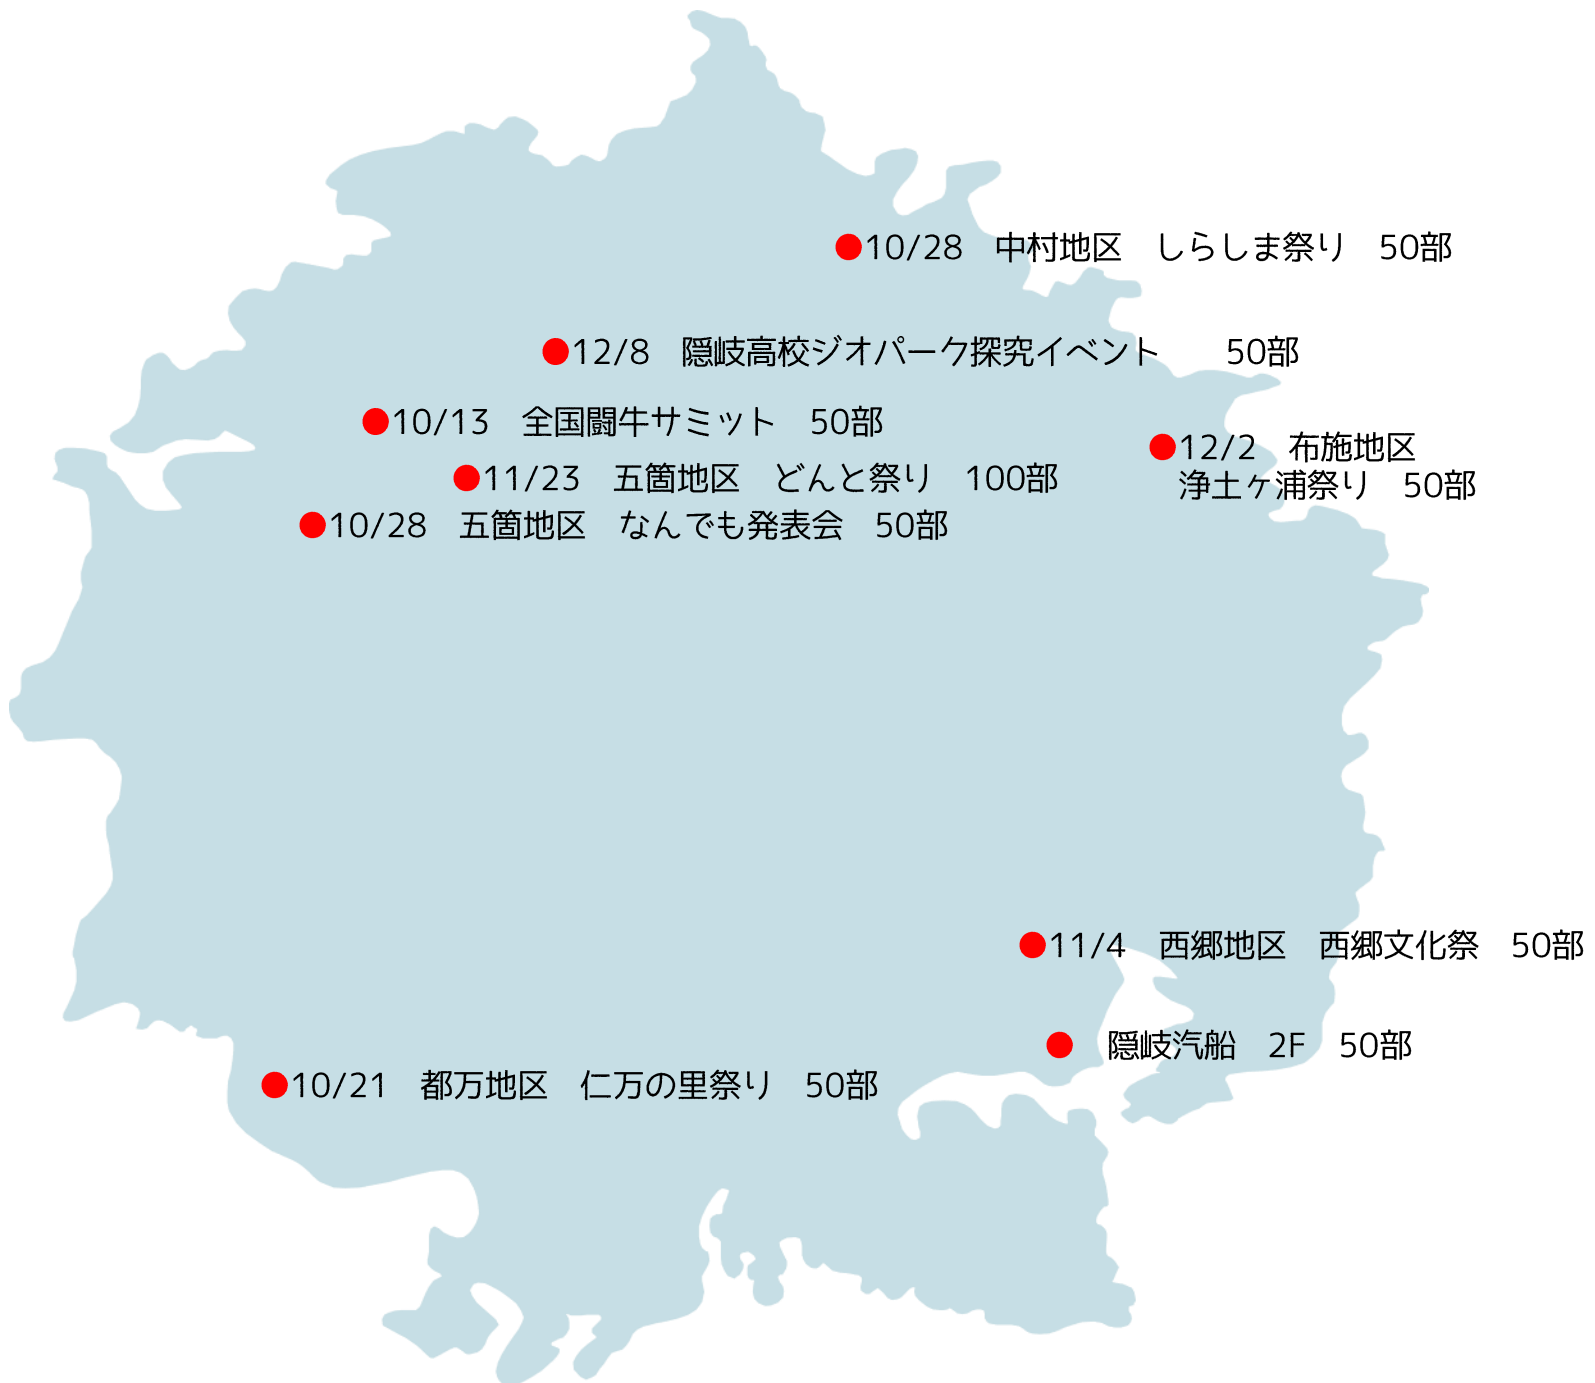 10/28　中村地区　しらしま祭り　50部
12/8　隠岐高校ジオパーク探究イベント　　50部
10/13　全国闘牛サミット　50部
12/2　布施地区
浄土ヶ浦祭り　50部
11/23　五箇地区　どんと祭り　100部
10/28　五箇地区　なんでも発表会　50部
11/4　西郷地区　西郷文化祭　50部
隠岐汽船　2F　50部
10/21　都万地区　仁万の里祭り　50部